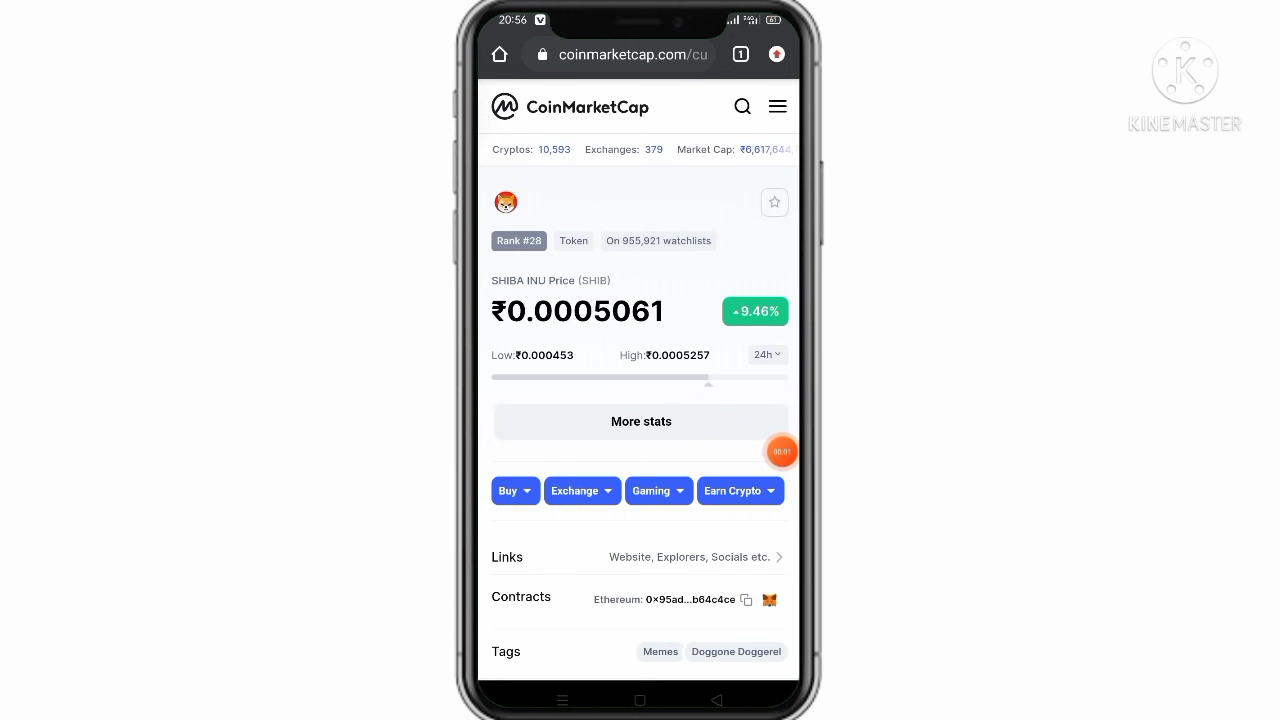 20:56
coinmarketcap.com/cu
1
CoinMarketCap
KINEMASTER
Cryptos: 10,593 Exchanges: 379 Market Cap: ₹6,617,644,
Rank #28 Token On 955,921 watchlists
SHIBA INU Price (SHIB)
₹0.0005061
9.46%
Low:₹0.000453 High:₹0.0005257 24h
More stats
00:01
Buy Exchange Gaming Earn Crypto
Links Website, Explorers, Socials etc.
Contracts Ethereum: 0x95ad...b64c4ce
Tags Memes Doggone Doggerel